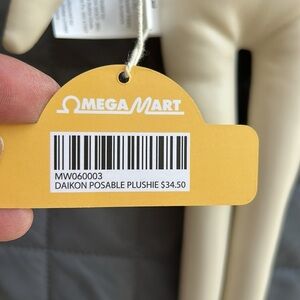 ΩMEGA MART
MW060003
DAIKON POSABLE PLUSHIE $34.50